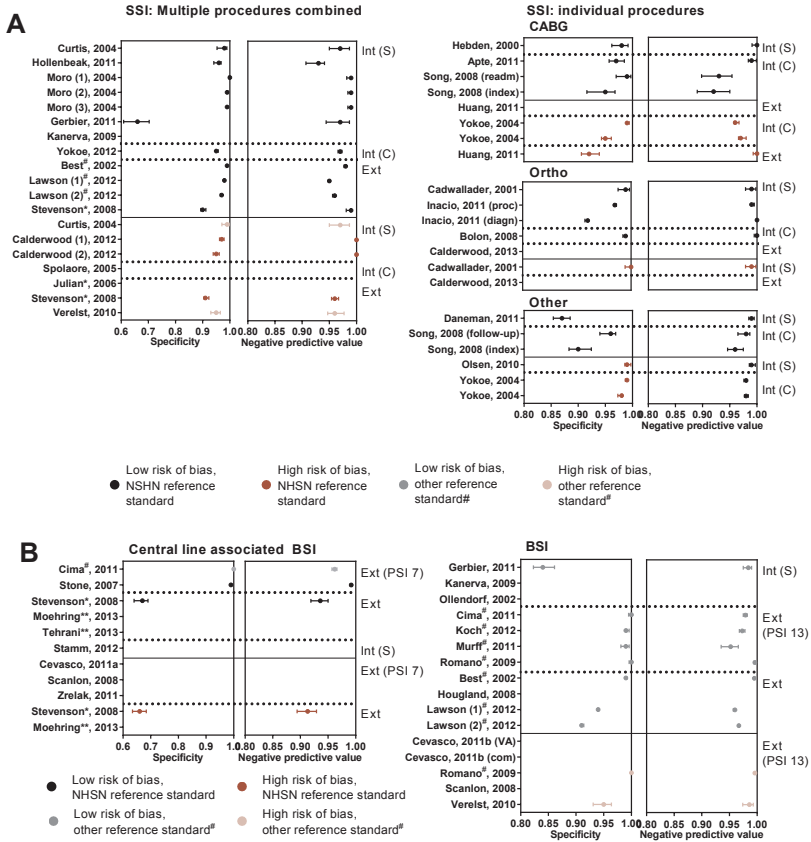 A
SSI: Multiple procedures combined
Curtis, 2004
Hollenbeak, 2011
Moro (1), 2004
Moro (2), 2004
Moro (3), 2004
Gerbier, 2011
Kanerva, 2009
Yokoe, 2012
Best#, 2002
Lawson (1)#, 2012
Lawson (2)#, 2012
Stevenson*, 2008
Curtis, 2004
Calderwood (1), 2012
Calderwood (2), 2012
Spolaore, 2005
Julian*, 2006
Stevenson*, 2008
Verelst, 2010
Int (S)
Int (C)
Ext
Int (S)
Int (C)
Ext
0.6 0.7 0.8 0.9 1.0
Specificity
0.80 0.85 0.90 0.95 1.00
Negative predictive value
SSI: individual procedures
CABG
Hebden, 2000
Apte, 2011
Song, 2008 (readm)
Song, 2008 (index)
Huang, 2011
Yokoe, 2004
Yokoe, 2004
Huang, 2011
Int (S)
Int (C)
Ext
Int (C)
Ext
Ortho
Cadwallader, 2001
Inacio, 2011 (proc)
Inacio, 2011 (diagn)
Bolon, 2008
Calderwood, 2013
Cadwallader, 2001
Calderwood, 2013
Int (S)
Int (C)
Ext
Int (S)
Ext
Other
Daneman, 2011
Song, 2008 (follow-up)
Song, 2008 (index)
Olsen, 2010
Yokoe, 2004
Yokoe, 2004
Int (S)
Int (C)
Int (S)
Int (C)
0.80 0.85 0.90 0.95 1.00
Specificity
0.80 0.85 0.90 0.95 1.00
Negative predictive value
Low risk of bias,
NSHN reference
standard
High risk of bias,
NHSN reference
standard
Low risk of bias,
other reference
standard#
High risk of bias,
other reference
standard#
B
Central line associated BSI
Cima#, 2011
Stone, 2007
Stevenson*, 2008
Moehring**, 2013
Tehrani**, 2013
Stamm, 2012
Cevasco, 2011a
Scanlon, 2008
Zrelak, 2011
Stevenson*, 2008
Moehring**, 2013
Ext (PSI 7)
Ext
Int (S)
Ext (PSI 7)
Ext
0.6 0.7 0.8 0.9 1.0
Specificity
0.80 0.85 0.90 0.95 1.00
Negative predictive value
Low risk of bias,
NHSN reference standard
High risk of bias,
NHSN reference standard
Low risk of bias,
other reference standard#
High risk of bias,
other reference standard#
BSI
Gerbier, 2011
Kanerva, 2009
Ollendorf, 2002
Cima#, 2011
Koch#, 2012
Murff#, 2011
Romano#, 2009
Best#, 2002
Hougland, 2008
Lawson (1)#, 2012
Lawson (2)#, 2012
Cevasco, 2011b (VA)
Cevasco, 2011b (com)
Romano#, 2009
Scanlon, 2008
Verelst, 2010
Int (S)
Ext
(PSI 13)
Ext
Ext
(PSI 13)
0.80 0.85 0.90 0.95 1.00
Specificity
0.80 0.85 0.90 0.95 1.00
Negative predictive value